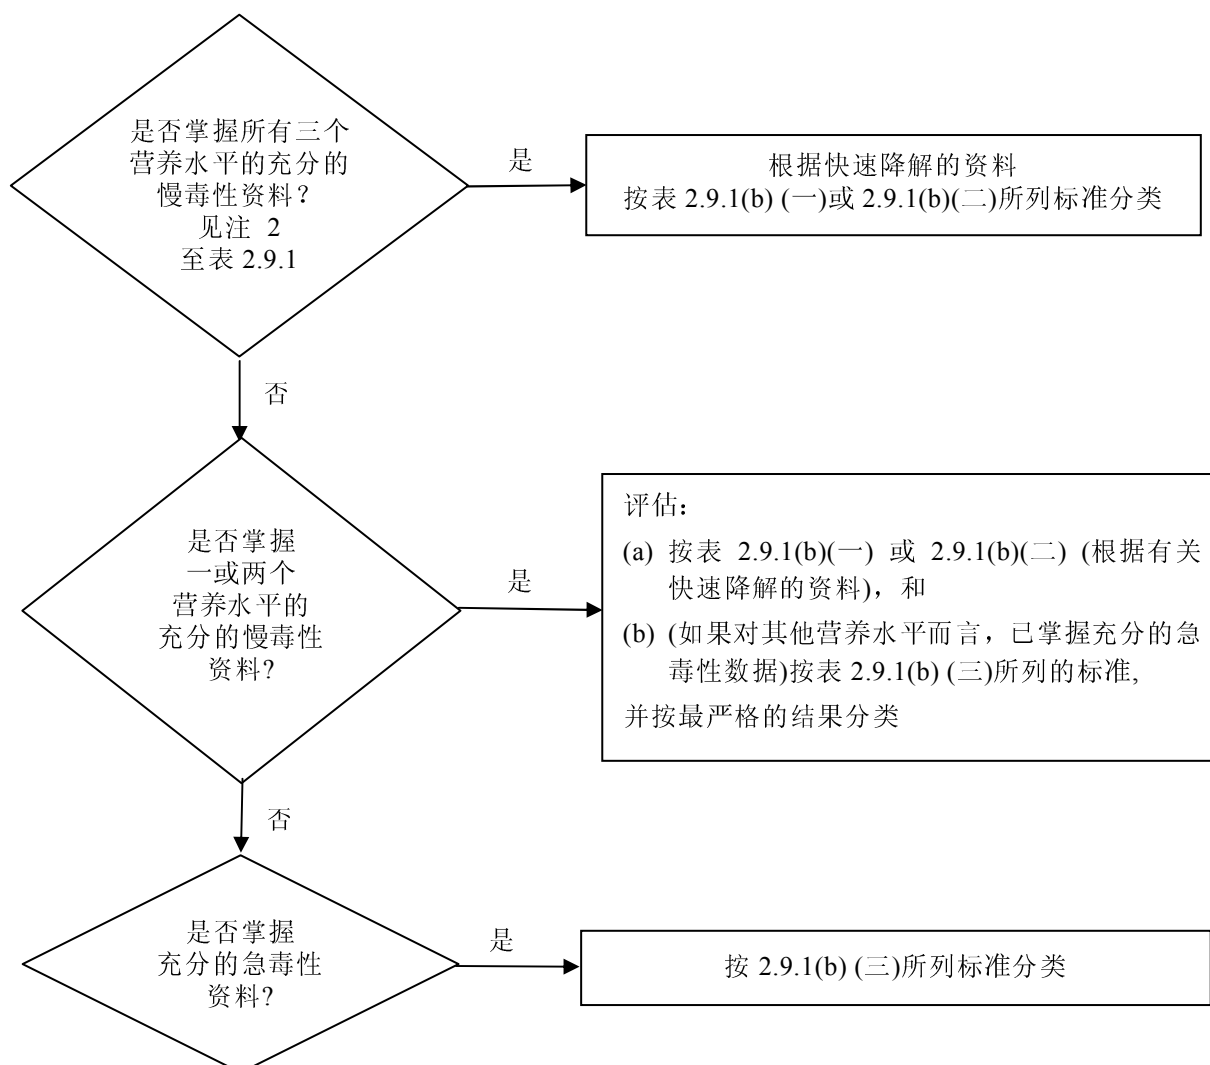 是否掌握所有三个
营养水平的充分的
慢毒性资料？
见注 2
至表 2.9.1
是
根据快速降解的资料
按表 2.9.1(b) (一)或 2.9.1(b)(二)所列标准分类
否
是否掌握
一或两个
营养水平的
充分的慢毒性
资料?
是
评估：
(a) 按表 2.9.1(b)(一) 或 2.9.1(b)(二) (根据有关
快速降解的资料)，和
(b) (如果对其他营养水平而言，已掌握充分的急
毒性数据)按表 2.9.1(b) (三)所列的标准,
并按最严格的结果分类
否
是否掌握
充分的急毒性
资料?
是
按 2.9.1(b) (三)所列标准分类